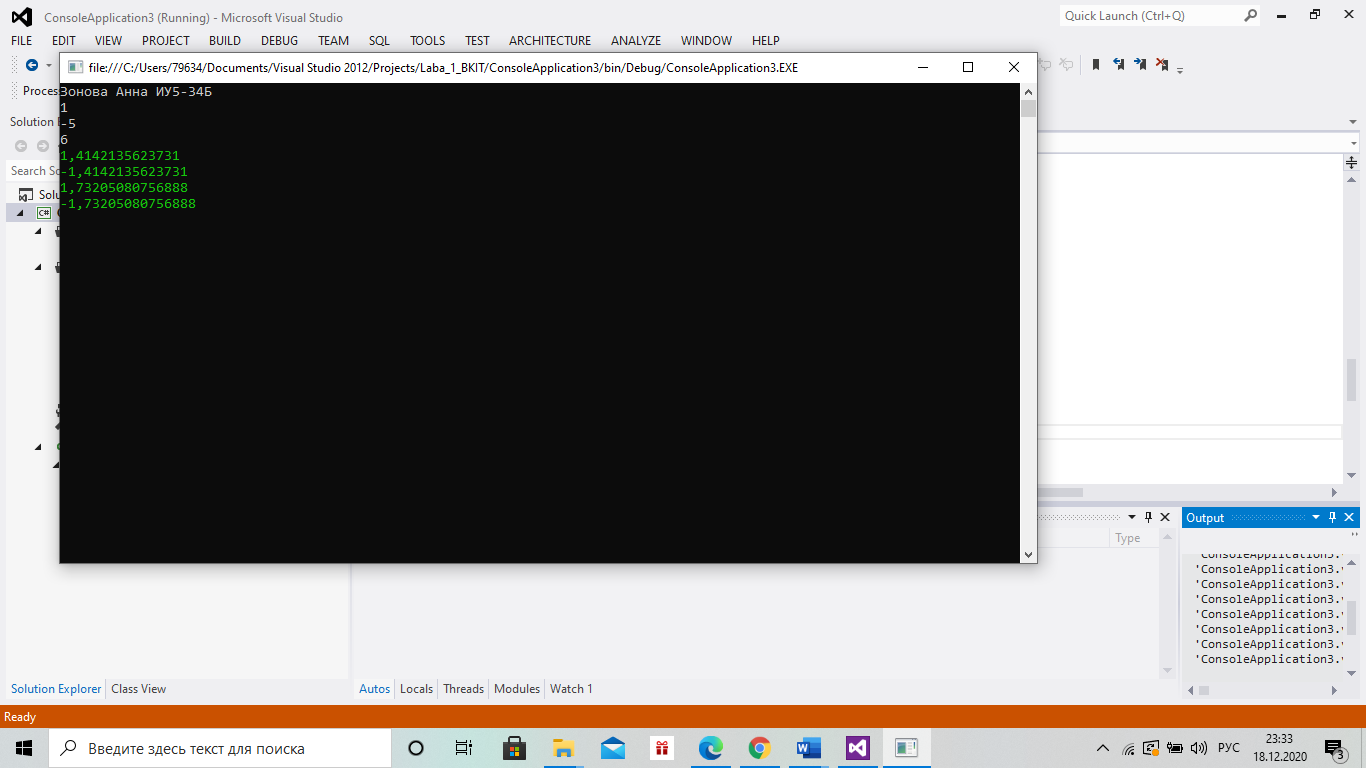 ConsoleApplication3 (Running) - Microsoft Visual Studio
Quick Launch (Ctrl+Q)
FILE EDIT VIEW PROJECT BUILD DEBUG TEAM SQL TOOLS TEST ARCHITECTURE ANALYZE WINDOW HELP
file:///C:/Users/79634/Documents/Visual Studio 2012/Projects/Laba_1_BKIT/ConsoleApplication3/bin/Debug/ConsoleApplication3.EXE
Зонова Анна ИУ5-34Б
1
-5
6
1,4142135623731
-1,4142135623731
1,73205080756888
-1,73205080756888
Type
Output
'ConsoleApplication3.
'ConsoleApplication3.
'ConsoleApplication3.
'ConsoleApplication3.
'ConsoleApplication3.
'ConsoleApplication3.
'ConsoleApplication3.
'ConsoleApplication3.
Solution Explorer Class View
Autos Locals Threads Modules Watch 1
Ready
Введите здесь текст для поиска
РУС
23:33
18.12.2020
3